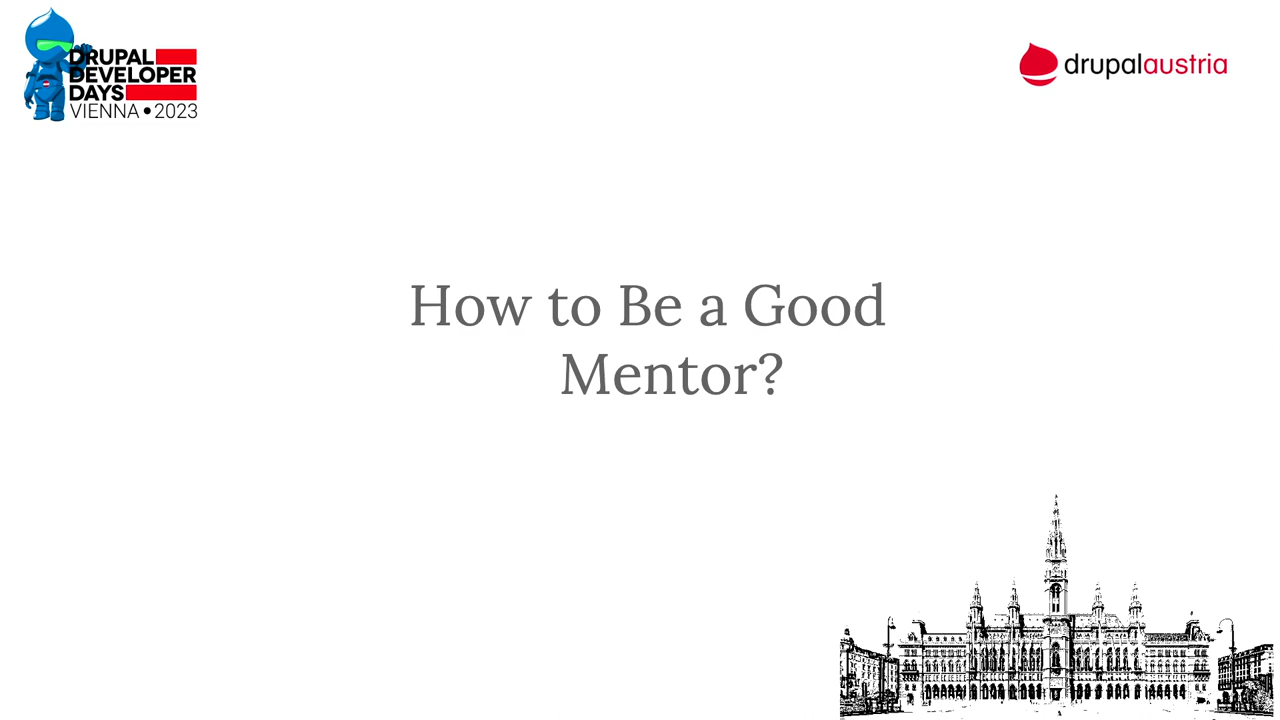 DRUPAL
DEVELOPER
DAYS
VIENNA • 2023
drupalaustria
How to Be a Good
Mentor?